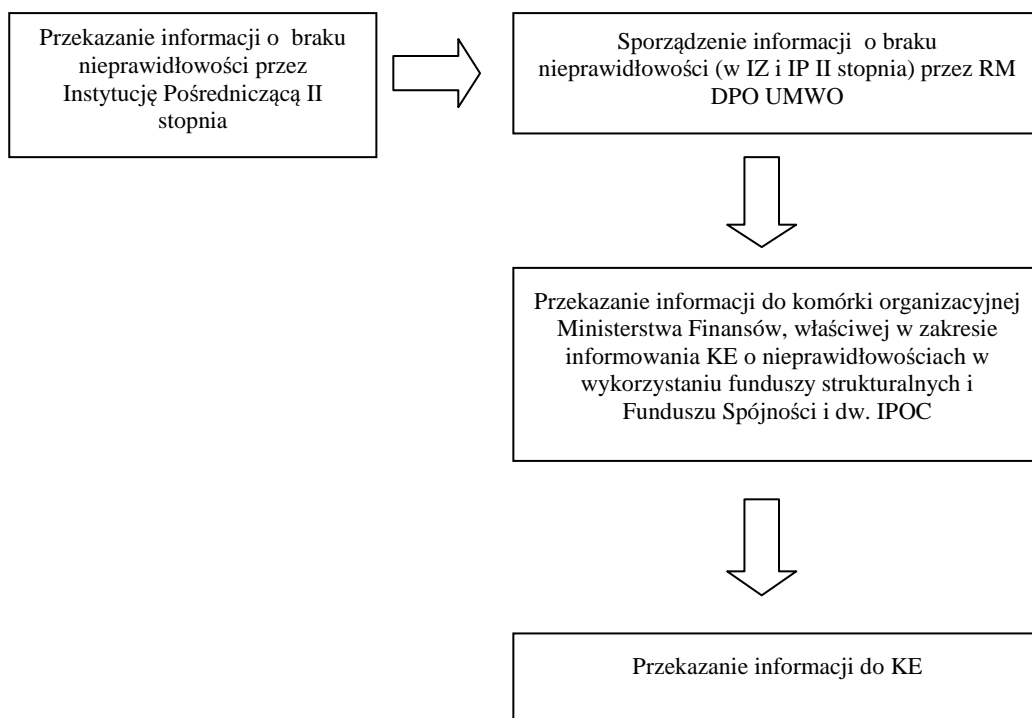 Przekazanie informacji o braku
nieprawidłowości przez
Instytucję Pośredniczącą II
stopnia
Sporządzenie informacji o braku
nieprawidłowości (w IZ i IP II stopnia) przez RM
DPO UMWO
Przekazanie informacji do komórki organizacyjnej
Ministerstwa Finansów, właściwej w zakresie
informowania KE o nieprawidłowościach w
wykorzystaniu funduszy strukturalnych i
Funduszu Spójności i dw. IPOC
Przekazanie informacji do KE